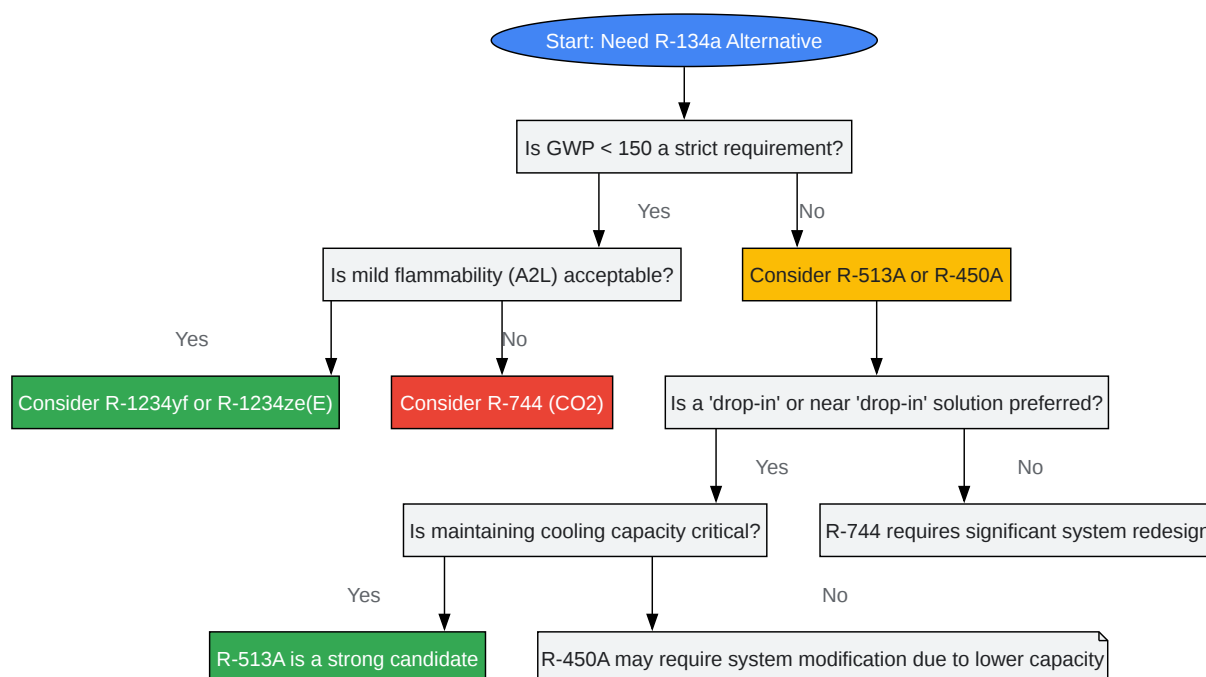 Start: Need R-134a Alternative
Is GWP < 150 a strict requirement?
Yes
No
Is mild flammability (A2L) acceptable?
Consider R-513A or R-450A
Yes
No
Consider R-1234yf or R-1234ze(E)
Consider R-744 (CO2)
Is a 'drop-in' or near 'drop-in' solution preferred?
Yes
No
Is maintaining cooling capacity critical?
R-744 requires significant system redesign
Yes
No
R-513A is a strong candidate
R-450A may require system modification due to lower capacity